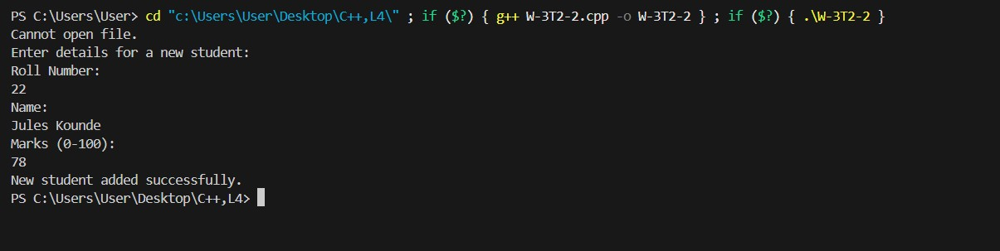 PS C:\Users\User> cd "c:\Users\User\Desktop\C++,L4\" ; if ($?) { g++ W-3T2-2.cpp -o W-3T2-2 } ; if ($?) { .\W-3T2-2 }
Cannot open file.
Enter details for a new student:
Roll Number:
22
Name:
Jules Kounde
Marks (0-100):
78
New student added successfully.
PS C:\Users\User\Desktop\C++,L4>